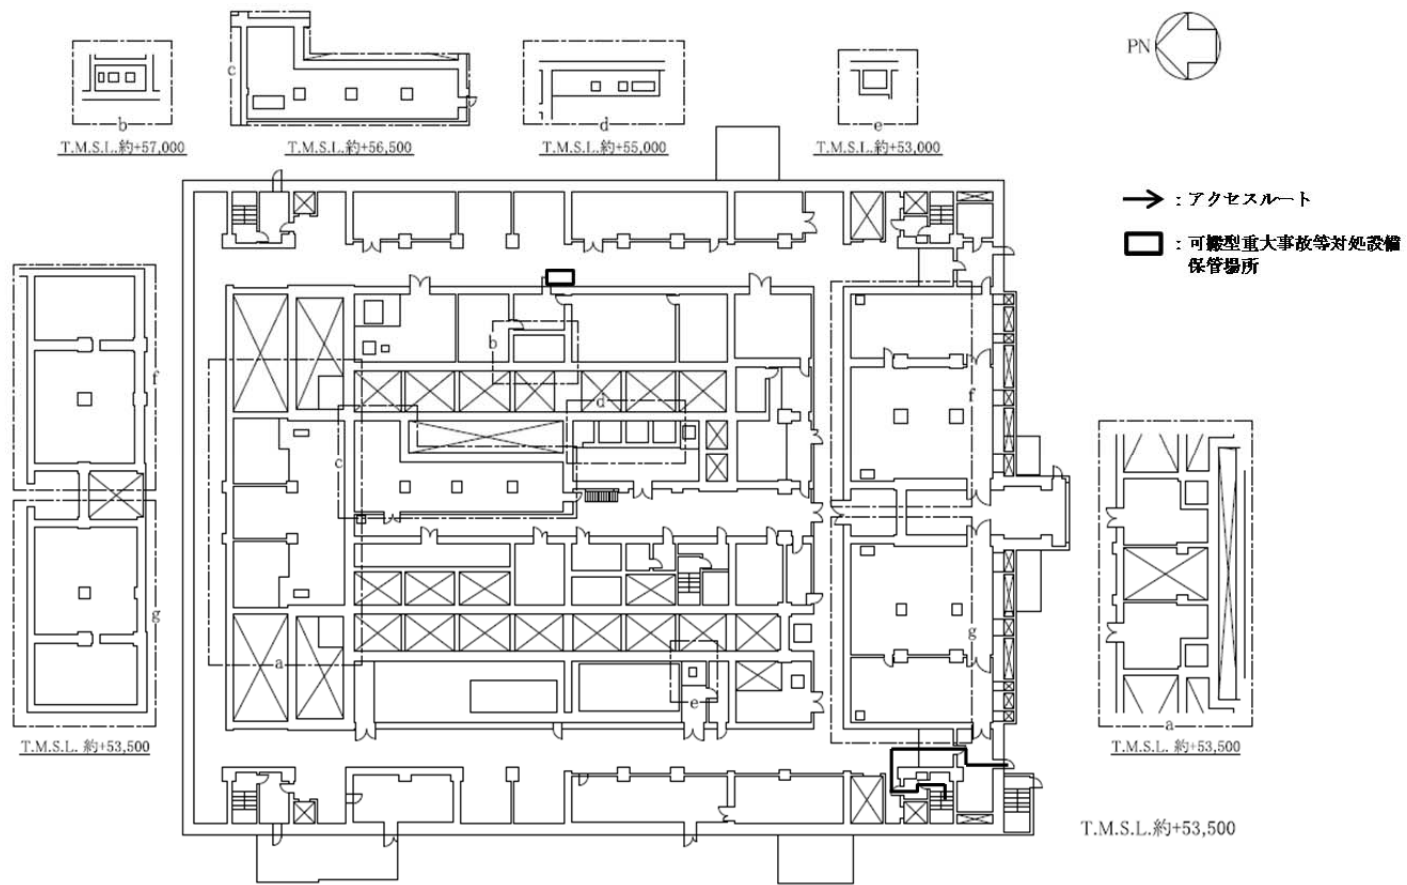 PN
c
b
d
e
T.M.S.L.約+57,000
T.M.S.L.約+56,500
T.M.S.L.約+55,000
T.M.S.L.約+53,000
：アクセスルート
：可搬型重大事故等対処設備
保管場所
b
f
f
d
c
g
g
a
e
a
T.M.S.L. 約+53,500
T.M.S.L. 約+53,500
T.M.S.L.約+53,500